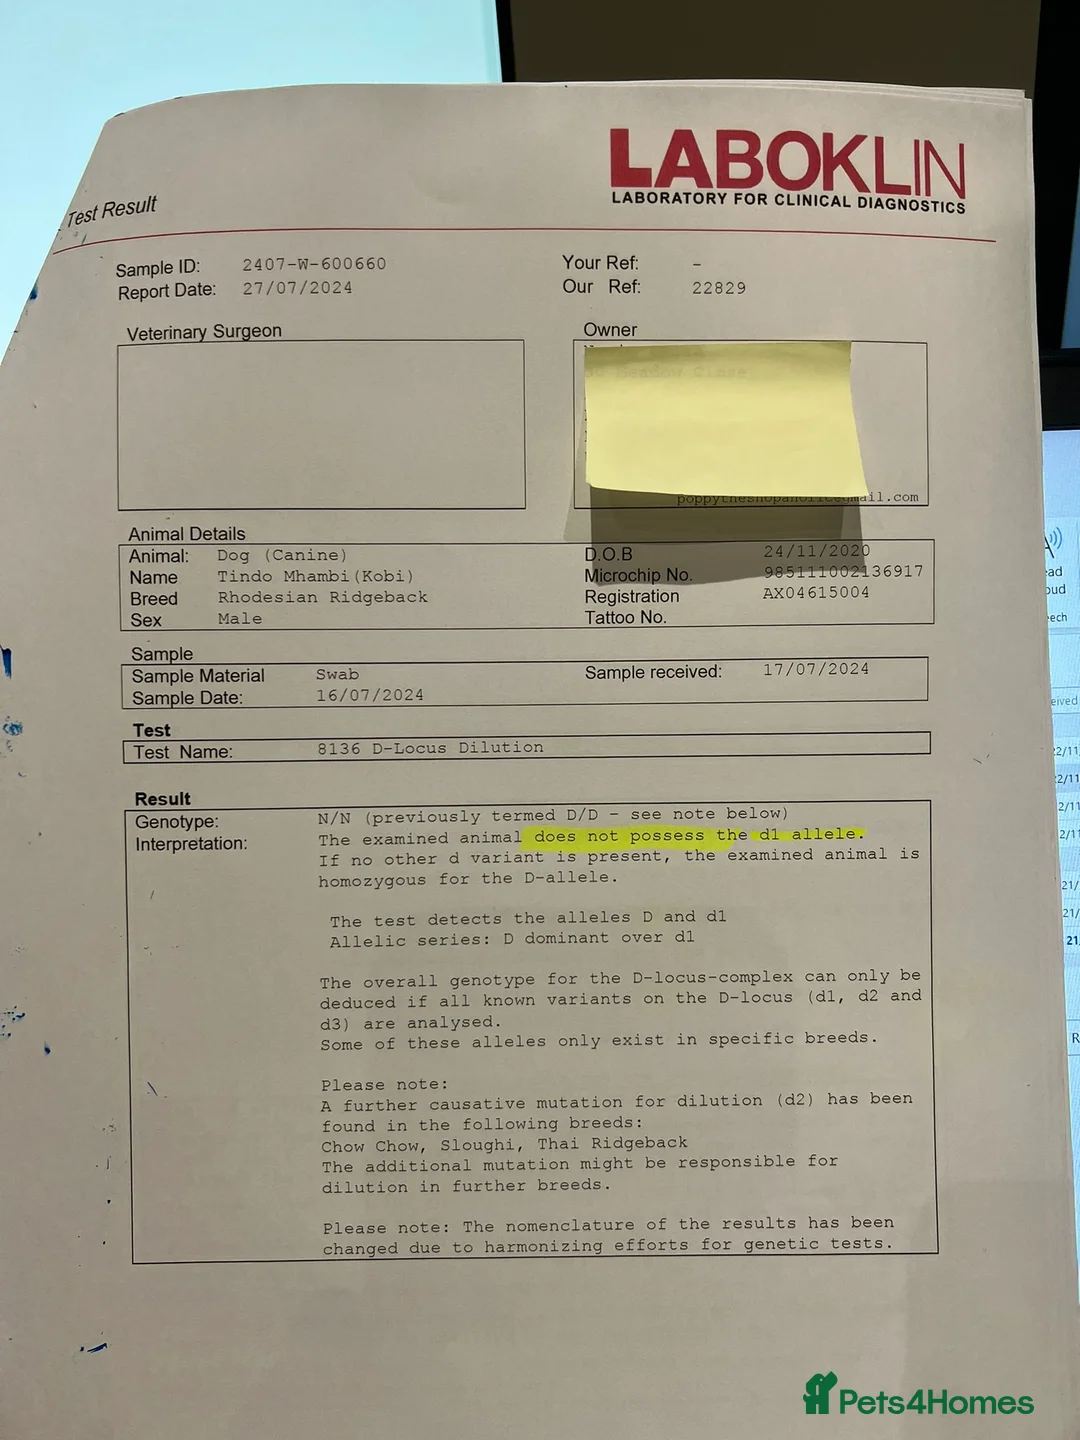 LABOKLIN
LABORATORY FOR CLINICAL DIAGNOSTICS
Test Result
Sample ID: 2407-W-600660
Report Date: 27/07/2024
Your Ref: -
Our Ref: 22829
Veterinary Surgeon
Owner
Meadow Close
poppytheshopaholic@gmail.com
Animal Details
Animal: Dog (Canine)
Name Tindo Mhambi(Kobi)
Breed Rhodesian Ridgeback
Sex Male
D.O.B 24/11/2020
Microchip No. 985111002136917
Registration AX04615004
Tattoo No.
Sample
Sample Material Swab
Sample Date: 16/07/2024
Sample received: 17/07/2024
Test
Test Name: 8136 D-Locus Dilution
Result
Genotype: N/N (previously termed D/D - see note below)
Interpretation: The examined animal does not possess the d1 allele.
If no other d variant is present, the examined animal is
homozygous for the D-allele.
The test detects the alleles D and d1
Allelic series: D dominant over d1
The overall genotype for the D-locus-complex can only be
deduced if all known variants on the D-locus (d1, d2 and
d3) are analysed.
Some of these alleles only exist in specific breeds.
Please note:
A further causative mutation for dilution (d2) has been
found in the following breeds:
Chow Chow, Sloughi, Thai Ridgeback
The additional mutation might be responsible for
dilution in further breeds.
Please note: The nomenclature of the results has been
changed due to harmonizing efforts for genetic tests.
Pets4Homes